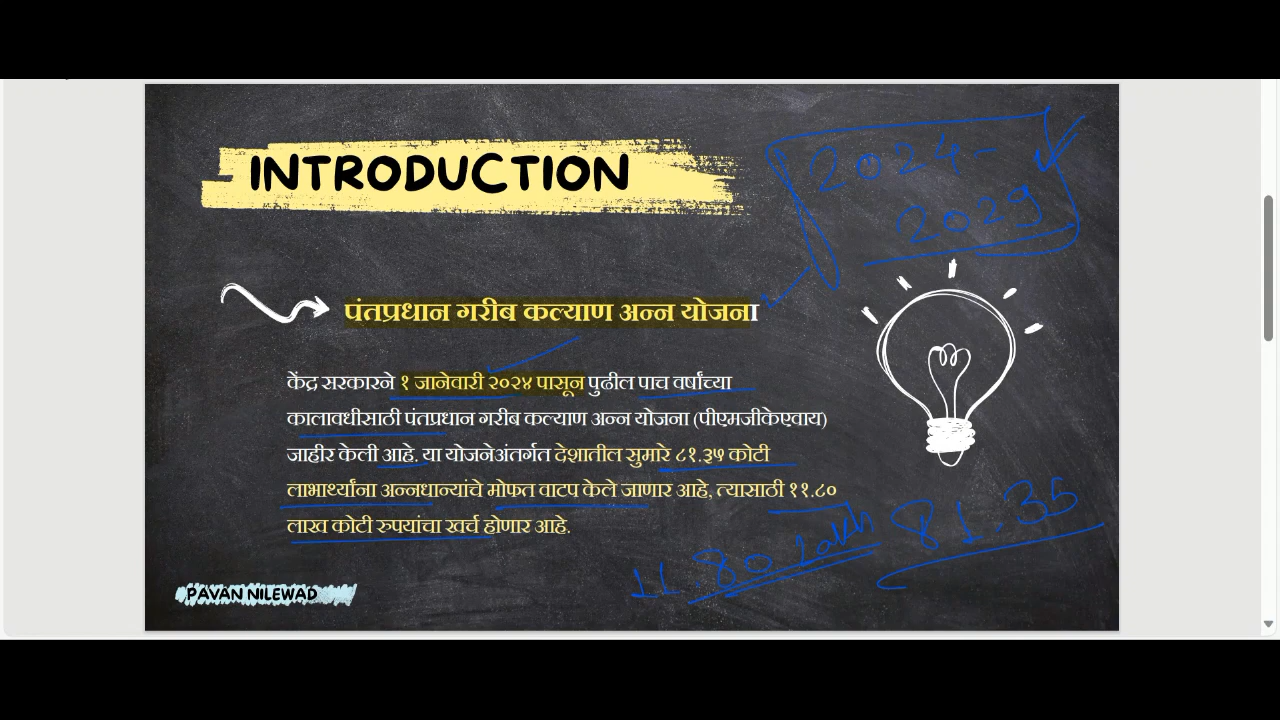 INTRODUCTION
2024-
2029
पंतप्रधान गरीब कल्याण अन्न योजना
केंद्र सरकारने १ जानेवारी २०२४ पासून पुढील पाच वर्षांच्या
कालावधीसाठी पंतप्रधान गरीब कल्याण अन्न योजना (पीएमजीकेएवाय)
जाहीर केली आहे. या योजनेअंतर्गत देशातील सुमारे ८१.३५ कोटी
लाभार्थ्यांना अन्नधान्यांचे मोफत वाटप केले जाणार आहे, त्यासाठी ११.८०
लाख कोटी रुपयांचा खर्च होणार आहे.
81.35
11.80 Lakh
PAVAN NILEWAD